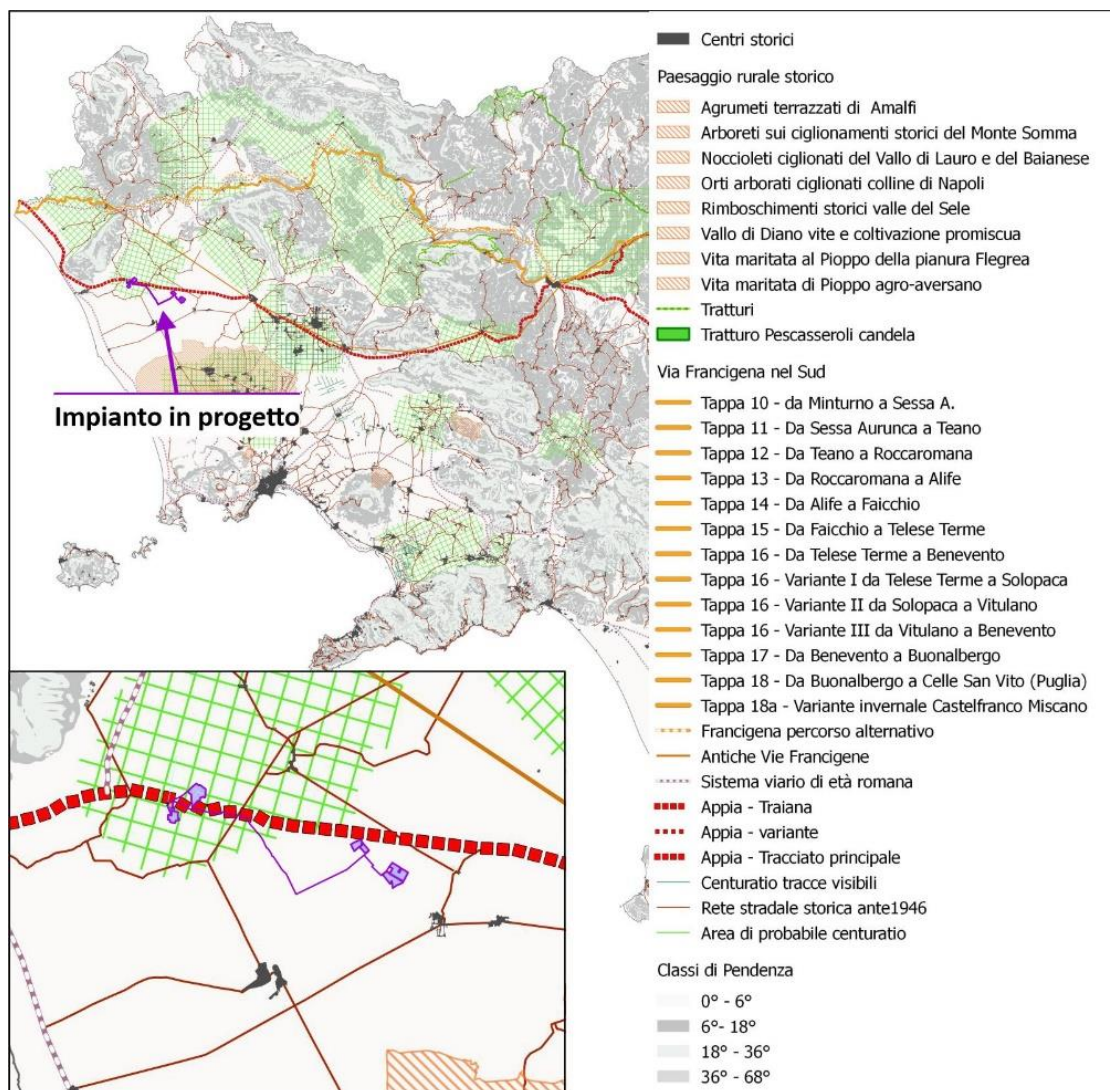 Impianto in progetto
Centri storici
Paesaggio rurale storico
Agrumeti terrazzati di Amalfi
Arboreti sui ciglionamenti storici del Monte Somma
Noccioleti ciglionati del Vallo di Lauro e del Baianese
Orti arborati ciglionati colline di Napoli
Rimboschimenti storici valle del Sele
Vallo di Diano vite e coltivazione promiscua
Vita maritata al Pioppo della pianura Flegrea
Vita maritata di Pioppo agro-aversano
Tratturi
Tratturo Pescasseroli candela
Via Francigena nel Sud
Tappa 10 - da Minturno a Sessa A.
Tappa 11 - Da Sessa Aurunca a Teano
Tappa 12 - Da Teano a Roccaromana
Tappa 13 - Da Roccaromana a Alife
Tappa 14 - Da Alife a Faicchio
Tappa 15 - Da Faicchio a Telese Terme
Tappa 16 - Da Telese Terme a Benevento
Tappa 16 - Variante I da Telese Terme a Solopaca
Tappa 16 - Variante II da Solopaca a Vitulano
Tappa 16 - Variante III da Vitulano a Benevento
Tappa 17 - Da Benevento a Buonalbergo
Tappa 18 - Da Buonalbergo a Celle San Vito (Puglia)
Tappa 18a - Variante invernale Castelfranco Miscano
Francigena percorso alternativo
Antiche Vie Francigene
Sistema viario di età romana
Appia - Traiana
Appia - variante
Appia - Tracciato principale
Centuratio tracce visibili
Rete stradale storica ante1946
Area di probabile centuratio
Classi di Pendenza
0° - 6°
6°- 18°
18° - 36°
36° - 68°